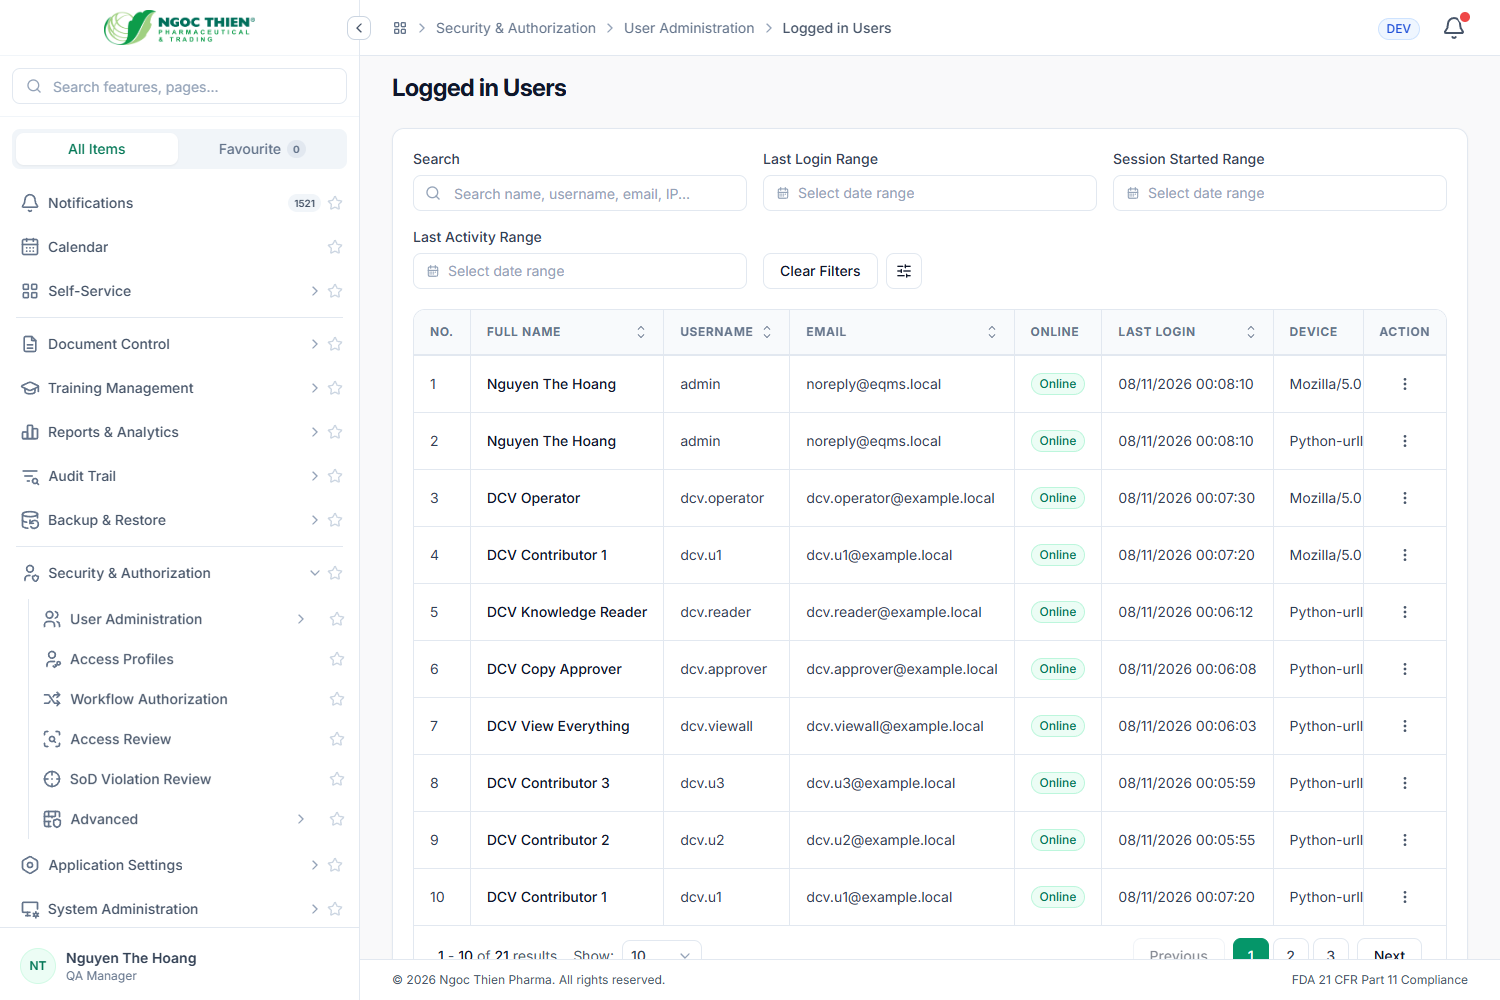 NGOC THIEN®
PHARMACEUTICAL
& TRADING
Search features, pages...
All Items
Favourite 0
Notifications 1521
Calendar
Self-Service
Document Control
Training Management
Reports & Analytics
Audit Trail
Backup & Restore
Security & Authorization
User Administration
Access Profiles
Workflow Authorization
Access Review
SoD Violation Review
Advanced
Application Settings
System Administration
NT
Nguyen The Hoang
QA Manager
Security & Authorization > User Administration > Logged in Users
DEV
Logged in Users
Search
Search name, username, email, IP...
Last Login Range
Select date range
Session Started Range
Select date range
Last Activity Range
Select date range
Clear Filters
NO. FULL NAME USERNAME EMAIL ONLINE LAST LOGIN DEVICE ACTION
1 Nguyen The Hoang admin noreply@eqms.local Online 08/11/2026 00:08:10 Mozilla/5.0
2 Nguyen The Hoang admin noreply@eqms.local Online 08/11/2026 00:08:10 Python-urll
3 DCV Operator dcv.operator dcv.operator@example.local Online 08/11/2026 00:07:30 Mozilla/5.0
4 DCV Contributor 1 dcv.u1 dcv.u1@example.local Online 08/11/2026 00:07:20 Mozilla/5.0
5 DCV Knowledge Reader dcv.reader dcv.reader@example.local Online 08/11/2026 00:06:12 Python-urll
6 DCV Copy Approver dcv.approver dcv.approver@example.local Online 08/11/2026 00:06:08 Python-urll
7 DCV View Everything dcv.viewall dcv.viewall@example.local Online 08/11/2026 00:06:03 Python-urll
8 DCV Contributor 3 dcv.u3 dcv.u3@example.local Online 08/11/2026 00:05:59 Python-urll
9 DCV Contributor 2 dcv.u2 dcv.u2@example.local Online 08/11/2026 00:05:55 Python-urll
10 DCV Contributor 1 dcv.u1 dcv.u1@example.local Online 08/11/2026 00:07:20 Python-urll
1 - 10 of 21 results Show: 10 Previous 1 2 3 Next
© 2026 Ngoc Thien Pharma. All rights reserved.
FDA 21 CFR Part 11 Compliance